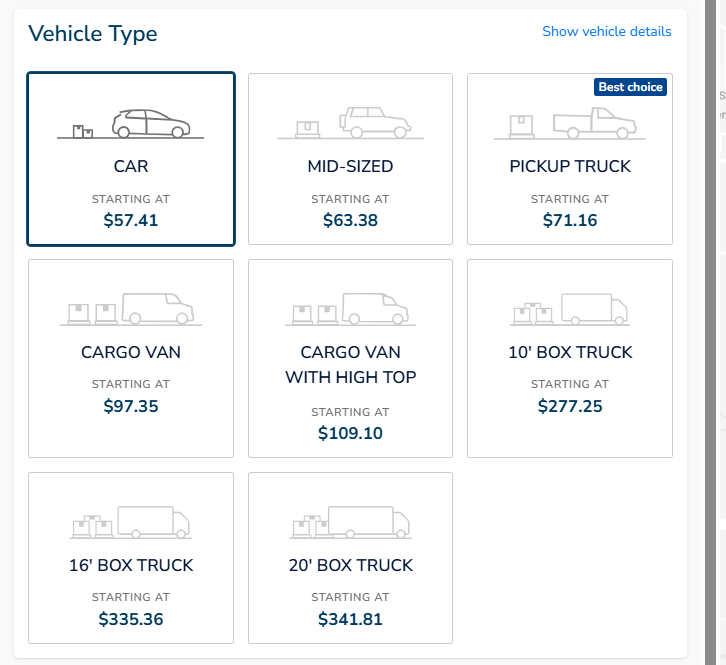 Vehicle Type
Show vehicle details
CAR
STARTING AT
$57.41
MID-SIZED
STARTING AT
$63.38
Best choice
PICKUP TRUCK
STARTING AT
$71.16
CARGO VAN
STARTING AT
$97.35
CARGO VAN
WITH HIGH TOP
STARTING AT
$109.10
10' BOX TRUCK
STARTING AT
$277.25
16' BOX TRUCK
STARTING AT
$335.36
20' BOX TRUCK
STARTING AT
$341.81